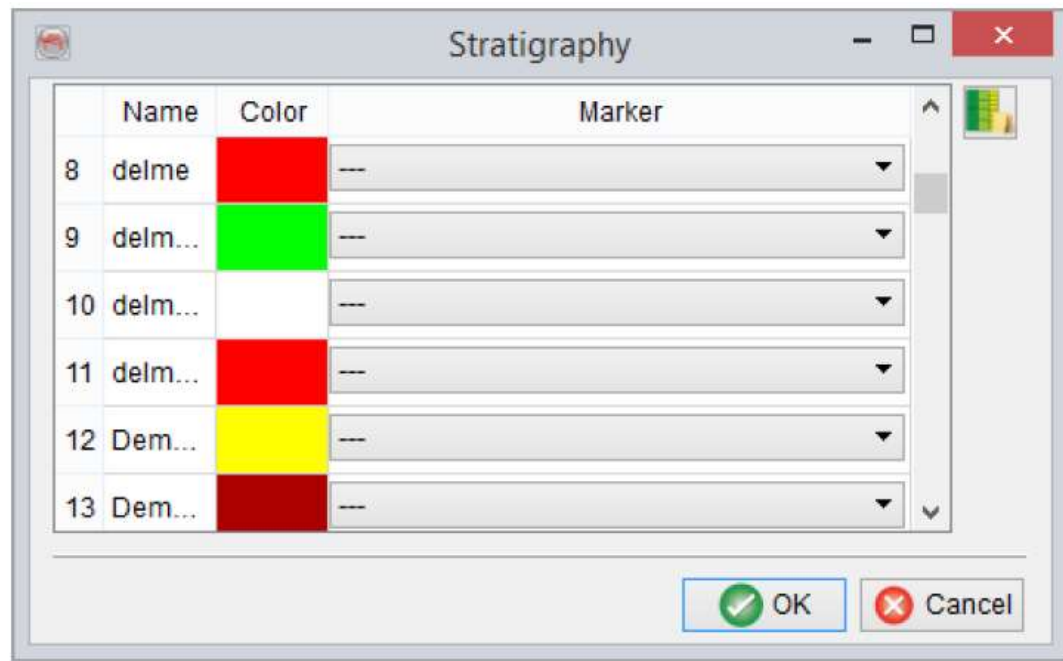 Stratigraphy
Name Color Marker
8 delme ---
9 delm... ---
10 delm... ---
11 delm... ---
12 Dem... ---
13 Dem... ---
OK Cancel